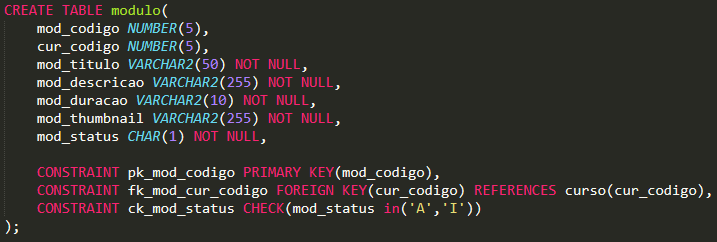 CREATE TABLE modulo(
    mod_codigo NUMBER(5),
    cur_codigo NUMBER(5),
    mod_titulo VARCHAR2(50) NOT NULL,
    mod_descricao VARCHAR2(255) NOT NULL,
    mod_duracao VARCHAR2(10) NOT NULL,
    mod_thumbnail VARCHAR2(255) NOT NULL,
    mod_status CHAR(1) NOT NULL,
    CONSTRAINT pk_mod_codigo PRIMARY KEY(mod_codigo),
    CONSTRAINT fk_mod_cur_codigo FOREIGN KEY(cur_codigo) REFERENCES curso(cur_codigo),
    CONSTRAINT ck_mod_status CHECK(mod_status in('A','I'))
);